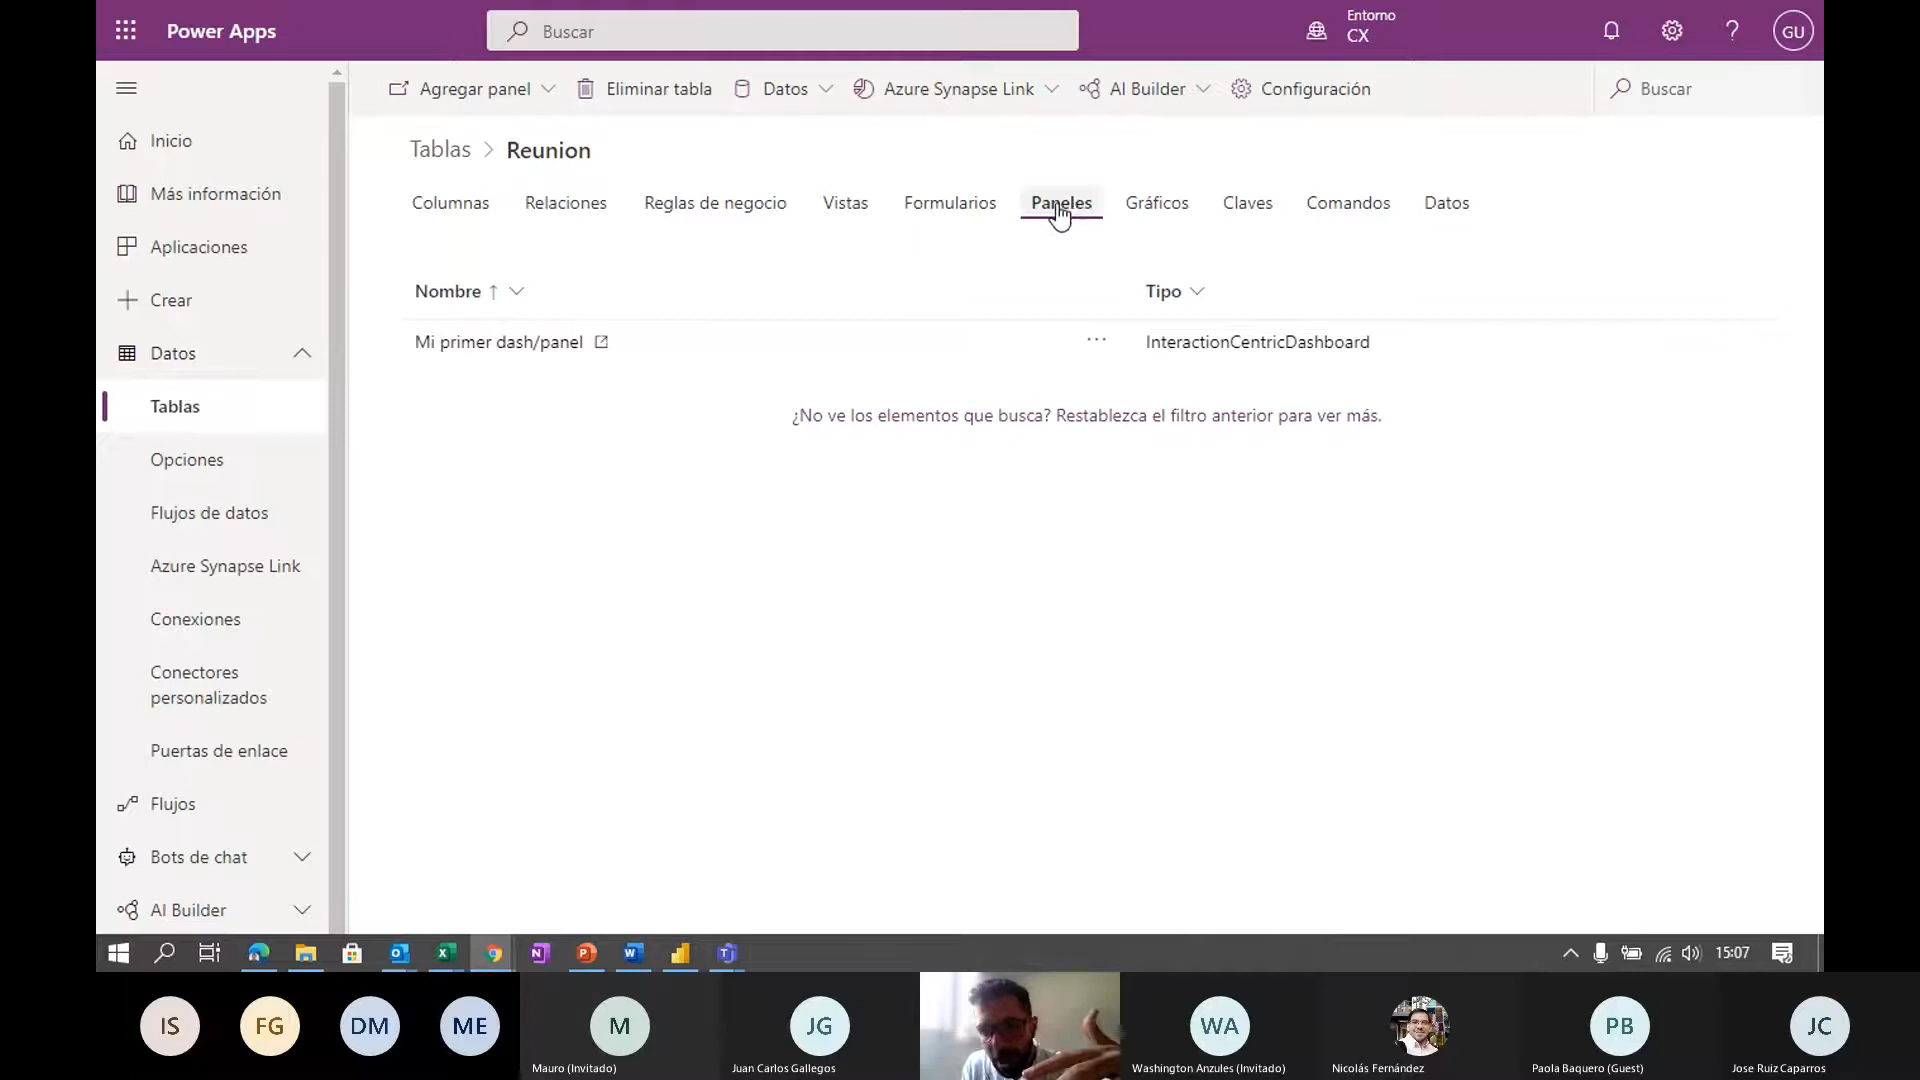 Power Apps
Buscar
Entorno
CX
GU
Agregar panel
Eliminar tabla
Datos
Azure Synapse Link
AI Builder
Configuración
Buscar
Inicio
Más información
Aplicaciones
Crear
Datos
Tablas
Opciones
Flujos de datos
Azure Synapse Link
Conexiones
Conectores
personalizados
Puertas de enlace
Flujos
Bots de chat
AI Builder
Tablas > Reunion
Columnas
Relaciones
Reglas de negocio
Vistas
Formularios
Paneles
Gráficos
Claves
Comandos
Datos
Nombre ↑
Tipo
Mi primer dash/panel
...
InteractionCentricDashboard
¿No ve los elementos que busca? Restablezca el filtro anterior para ver más.
15:07
IS
FG
DM
ME
M
JG
WA
PB
JC
Mauro (Invitado)
Juan Carlos Gallegos
Washington Anzules (Invitado)
Nicolás Fernández
Paola Baquero (Guest)
Jose Ruiz Caparros